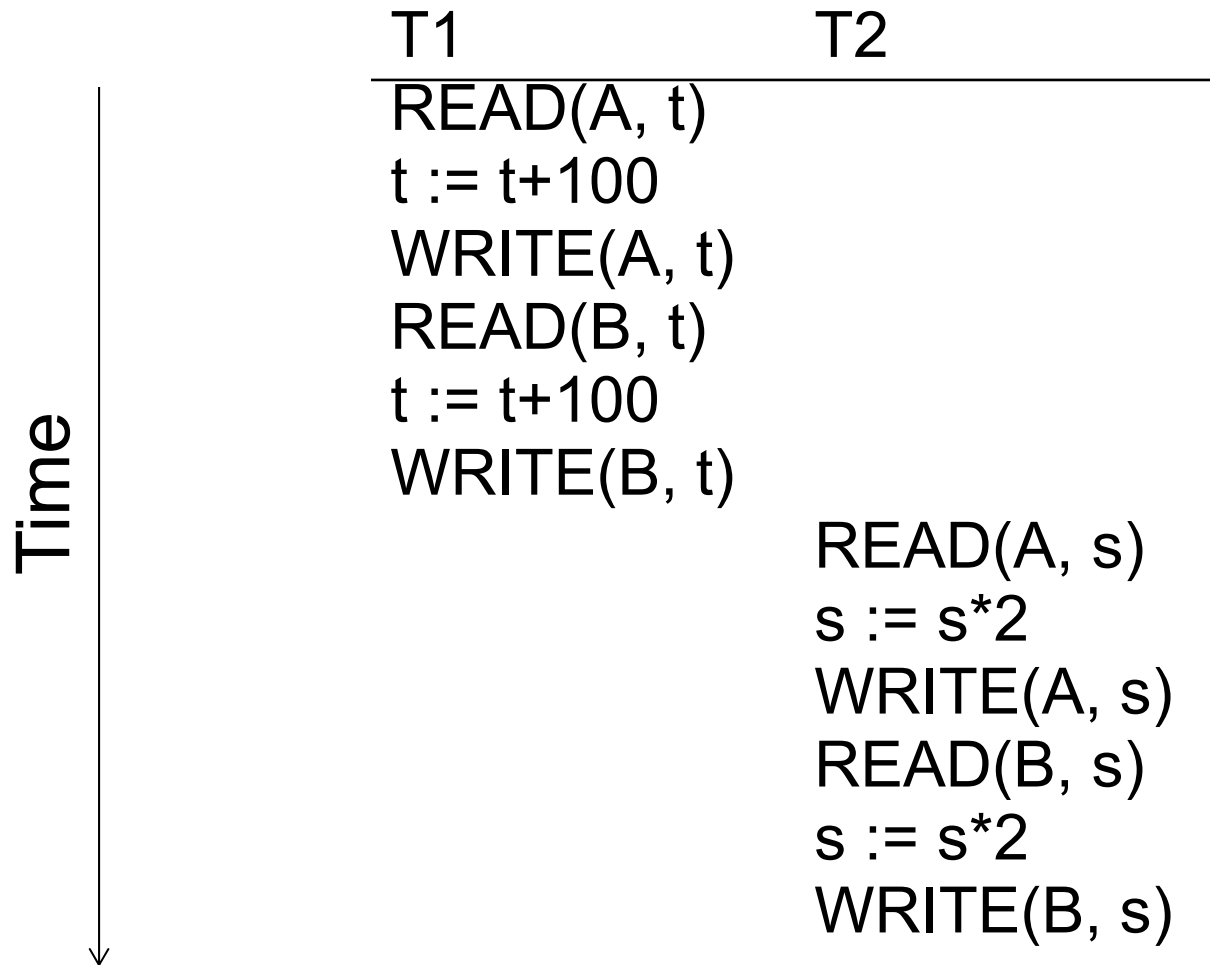 T1 T2
READ(A, t)
t := t+100
WRITE(A, t)
READ(B, t)
t := t+100
WRITE(B, t)
READ(A, s)
s := s*2
WRITE(A, s)
READ(B, s)
s := s*2
WRITE(B, s)
Time